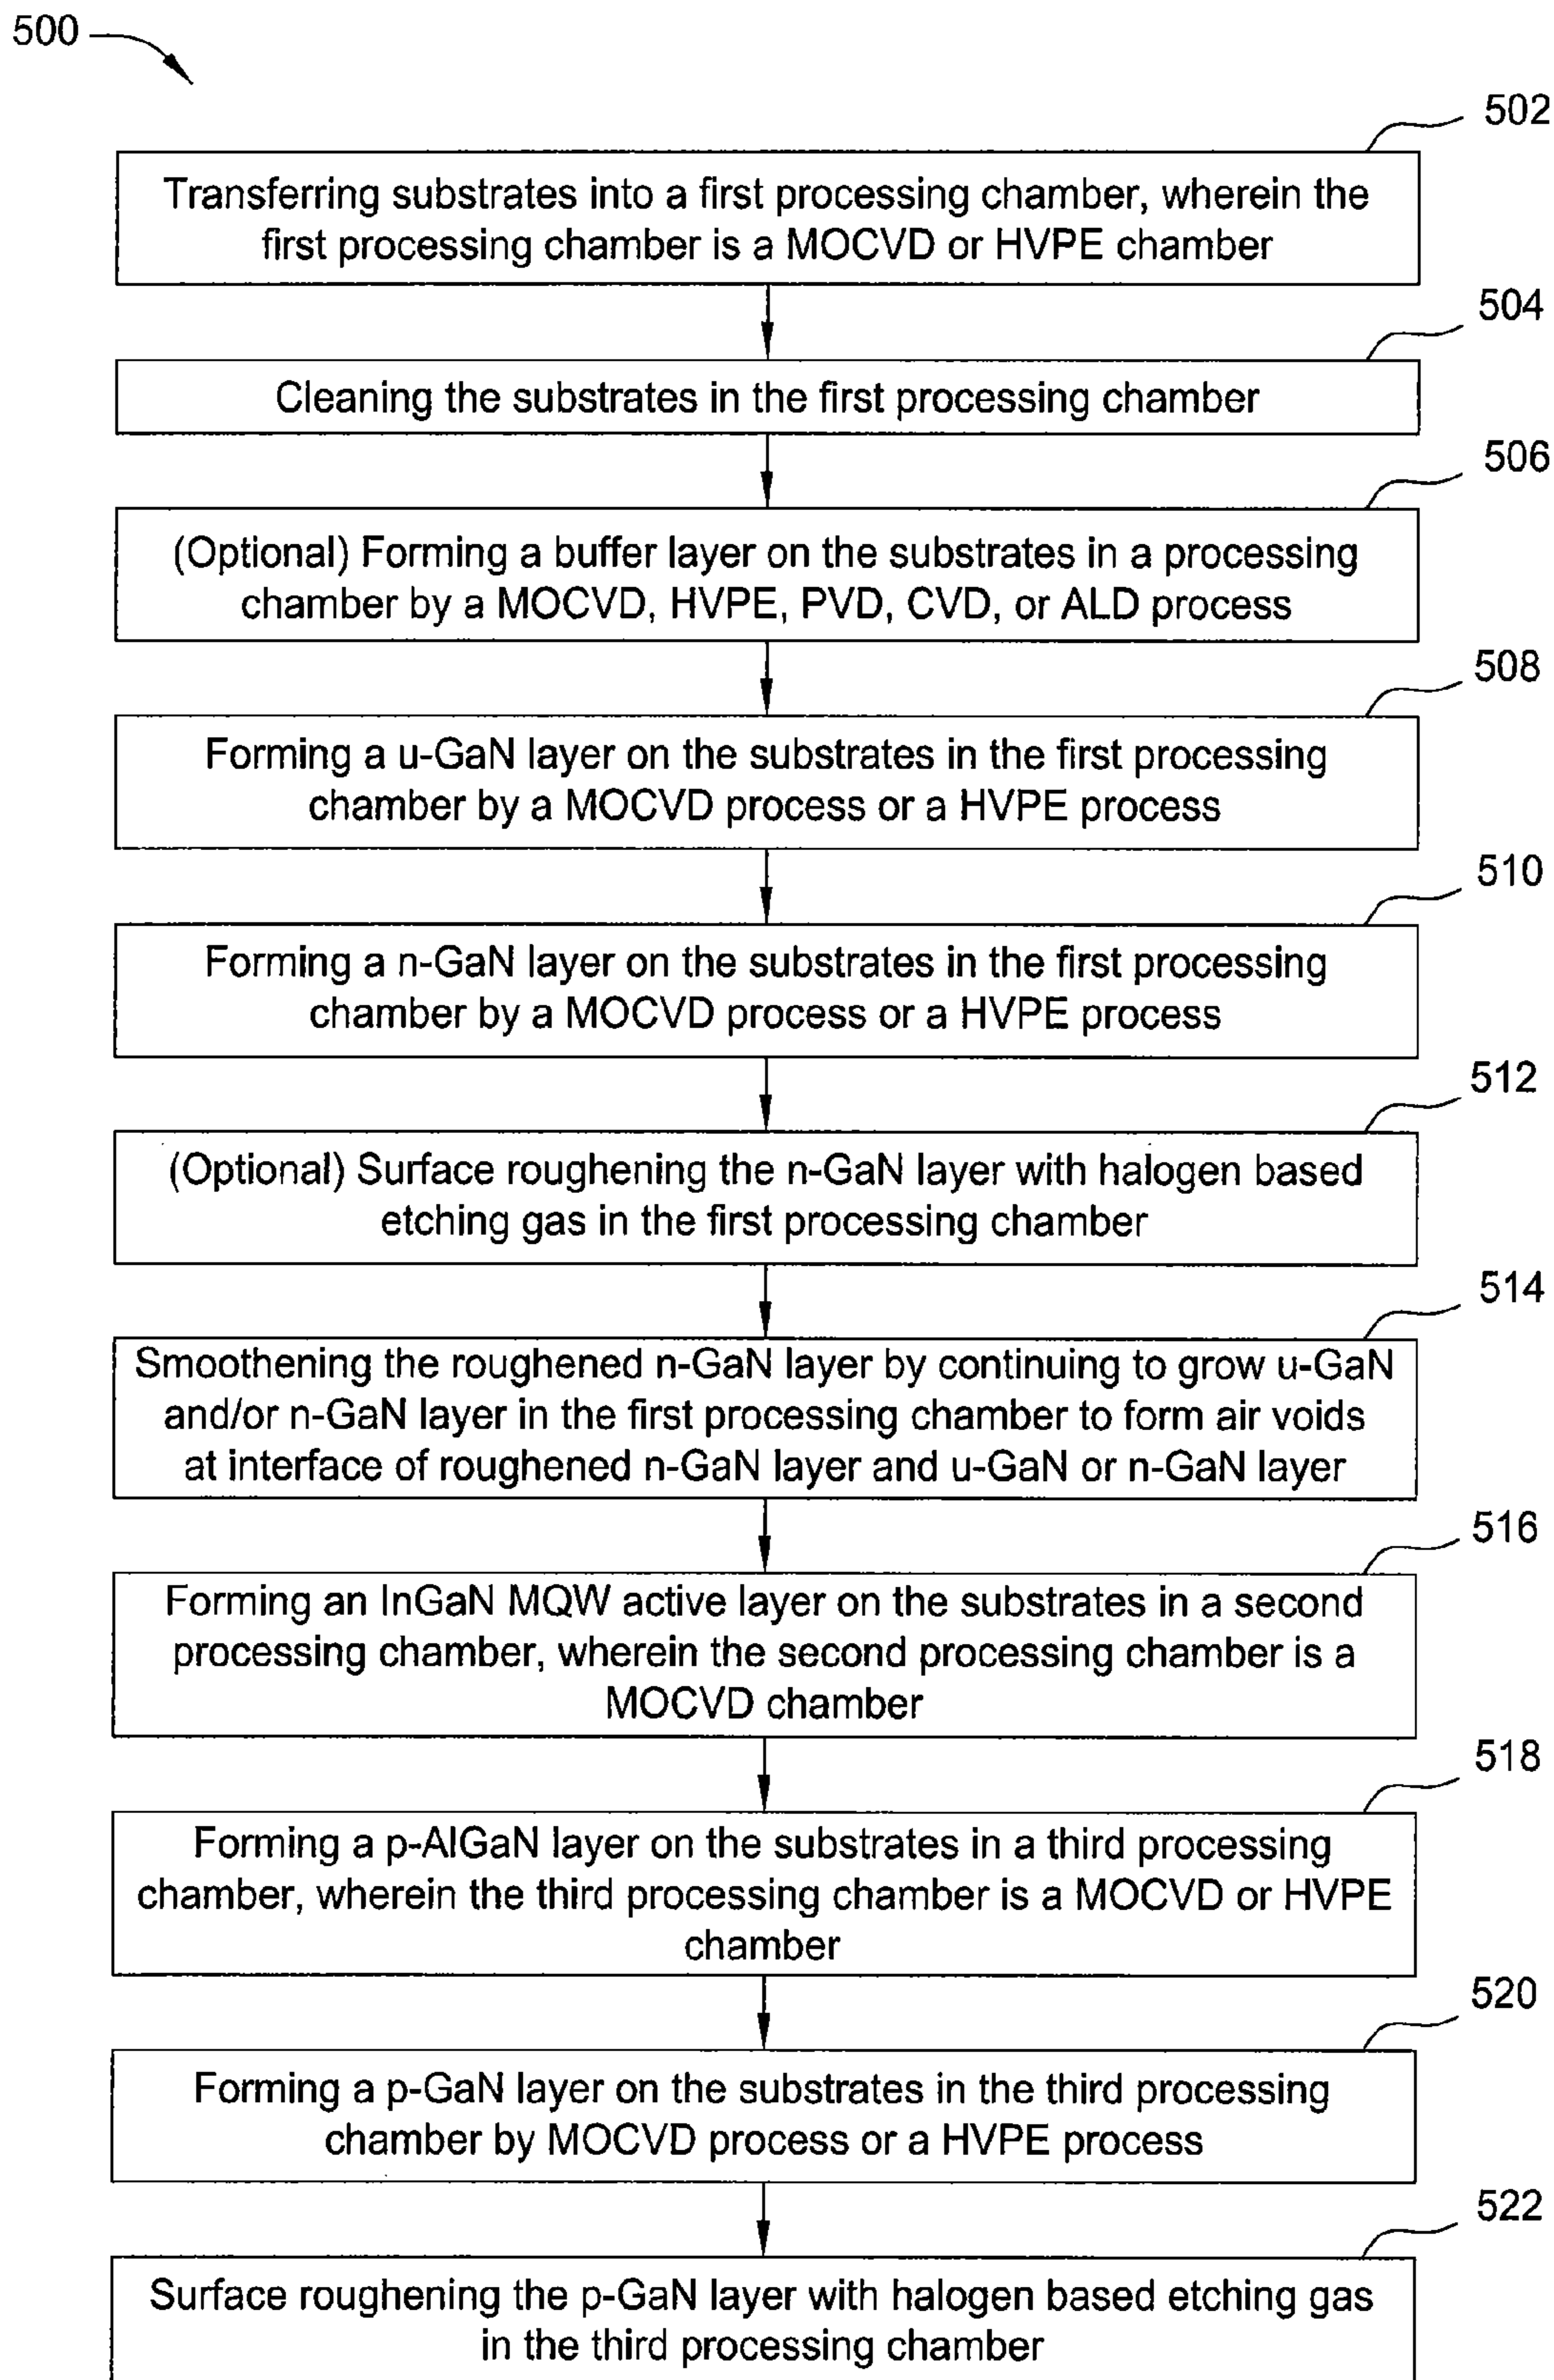 500
502
Transferring substrates into a first processing chamber, wherein the
first processing chamber is a MOCVD or HVPE chamber
504
Cleaning the substrates in the first processing chamber
506
(Optional) Forming a buffer layer on the substrates in a processing
chamber by a MOCVD, HVPE, PVD, CVD, or ALD process
508
Forming a u-GaN layer on the substrates in the first processing
chamber by a MOCVD process or a HVPE process
510
Forming a n-GaN layer on the substrates in the first processing
chamber by a MOCVD process or a HVPE process
512
(Optional) Surface roughening the n-GaN layer with halogen based
etching gas in the first processing chamber
514
Smoothening the roughened n-GaN layer by continuing to grow u-GaN
and/or n-GaN layer in the first processing chamber to form air voids
at interface of roughened n-GaN layer and u-GaN or n-GaN layer
516
Forming an InGaN MQW active layer on the substrates in a second
processing chamber, wherein the second processing chamber is a
MOCVD chamber
518
Forming a p-AlGaN layer on the substrates in a third processing
chamber, wherein the third processing chamber is a MOCVD or HVPE
chamber
520
Forming a p-GaN layer on the substrates in the third processing
chamber by MOCVD process or a HVPE process
522
Surface roughening the p-GaN layer with halogen based etching gas
in the third processing chamber